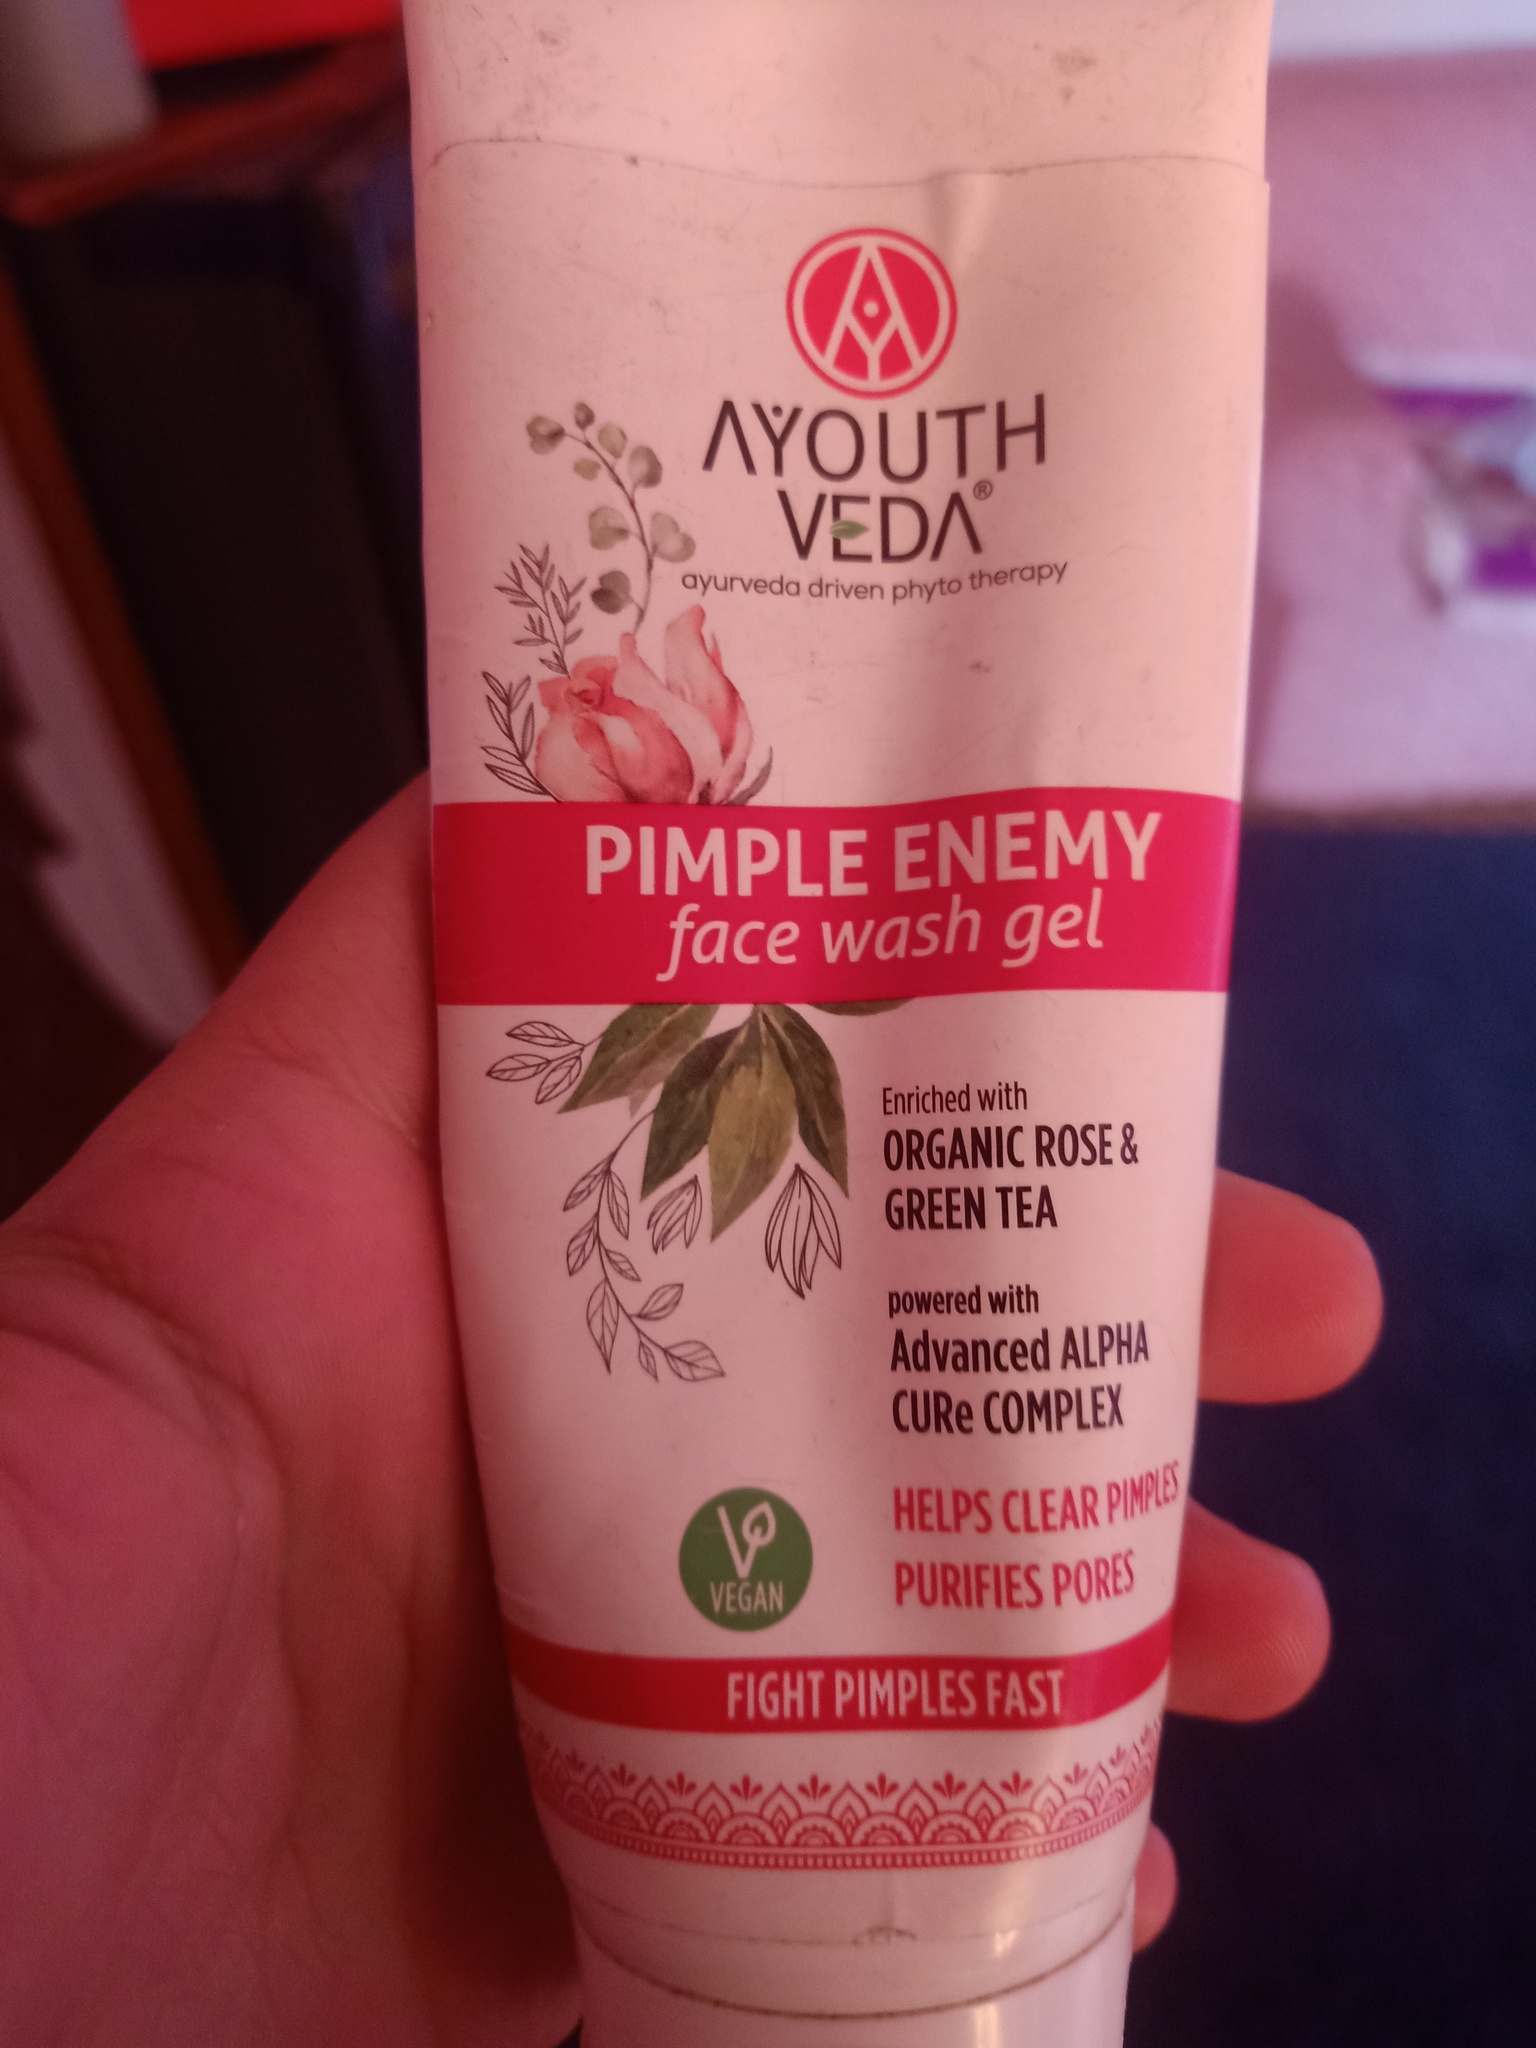 AYOUTH
VEDA®
ayurveda driven phyto therapy
PIMPLE ENEMY
face wash gel
Enriched with
ORGANIC ROSE &
GREEN TEA
powered with
Advanced ALPHA
CURe COMPLEX
HELPS CLEAR PIMPLES
PURIFIES PORES
VEGAN
FIGHT PIMPLES FAST